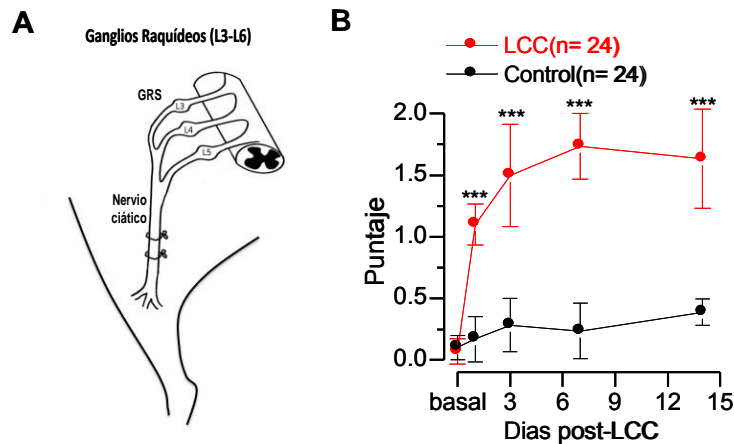 A
Ganglios Raquídeos (L3-L6)
GRS
L3
L4
L5
Nervio
ciático
B
LCC(n= 24)
Control(n= 24)
***
***
***
***
2.0
1.5
1.0
0.5
0.0
Puntaje
basal 3 6 9 12 15
Dias post-LCC